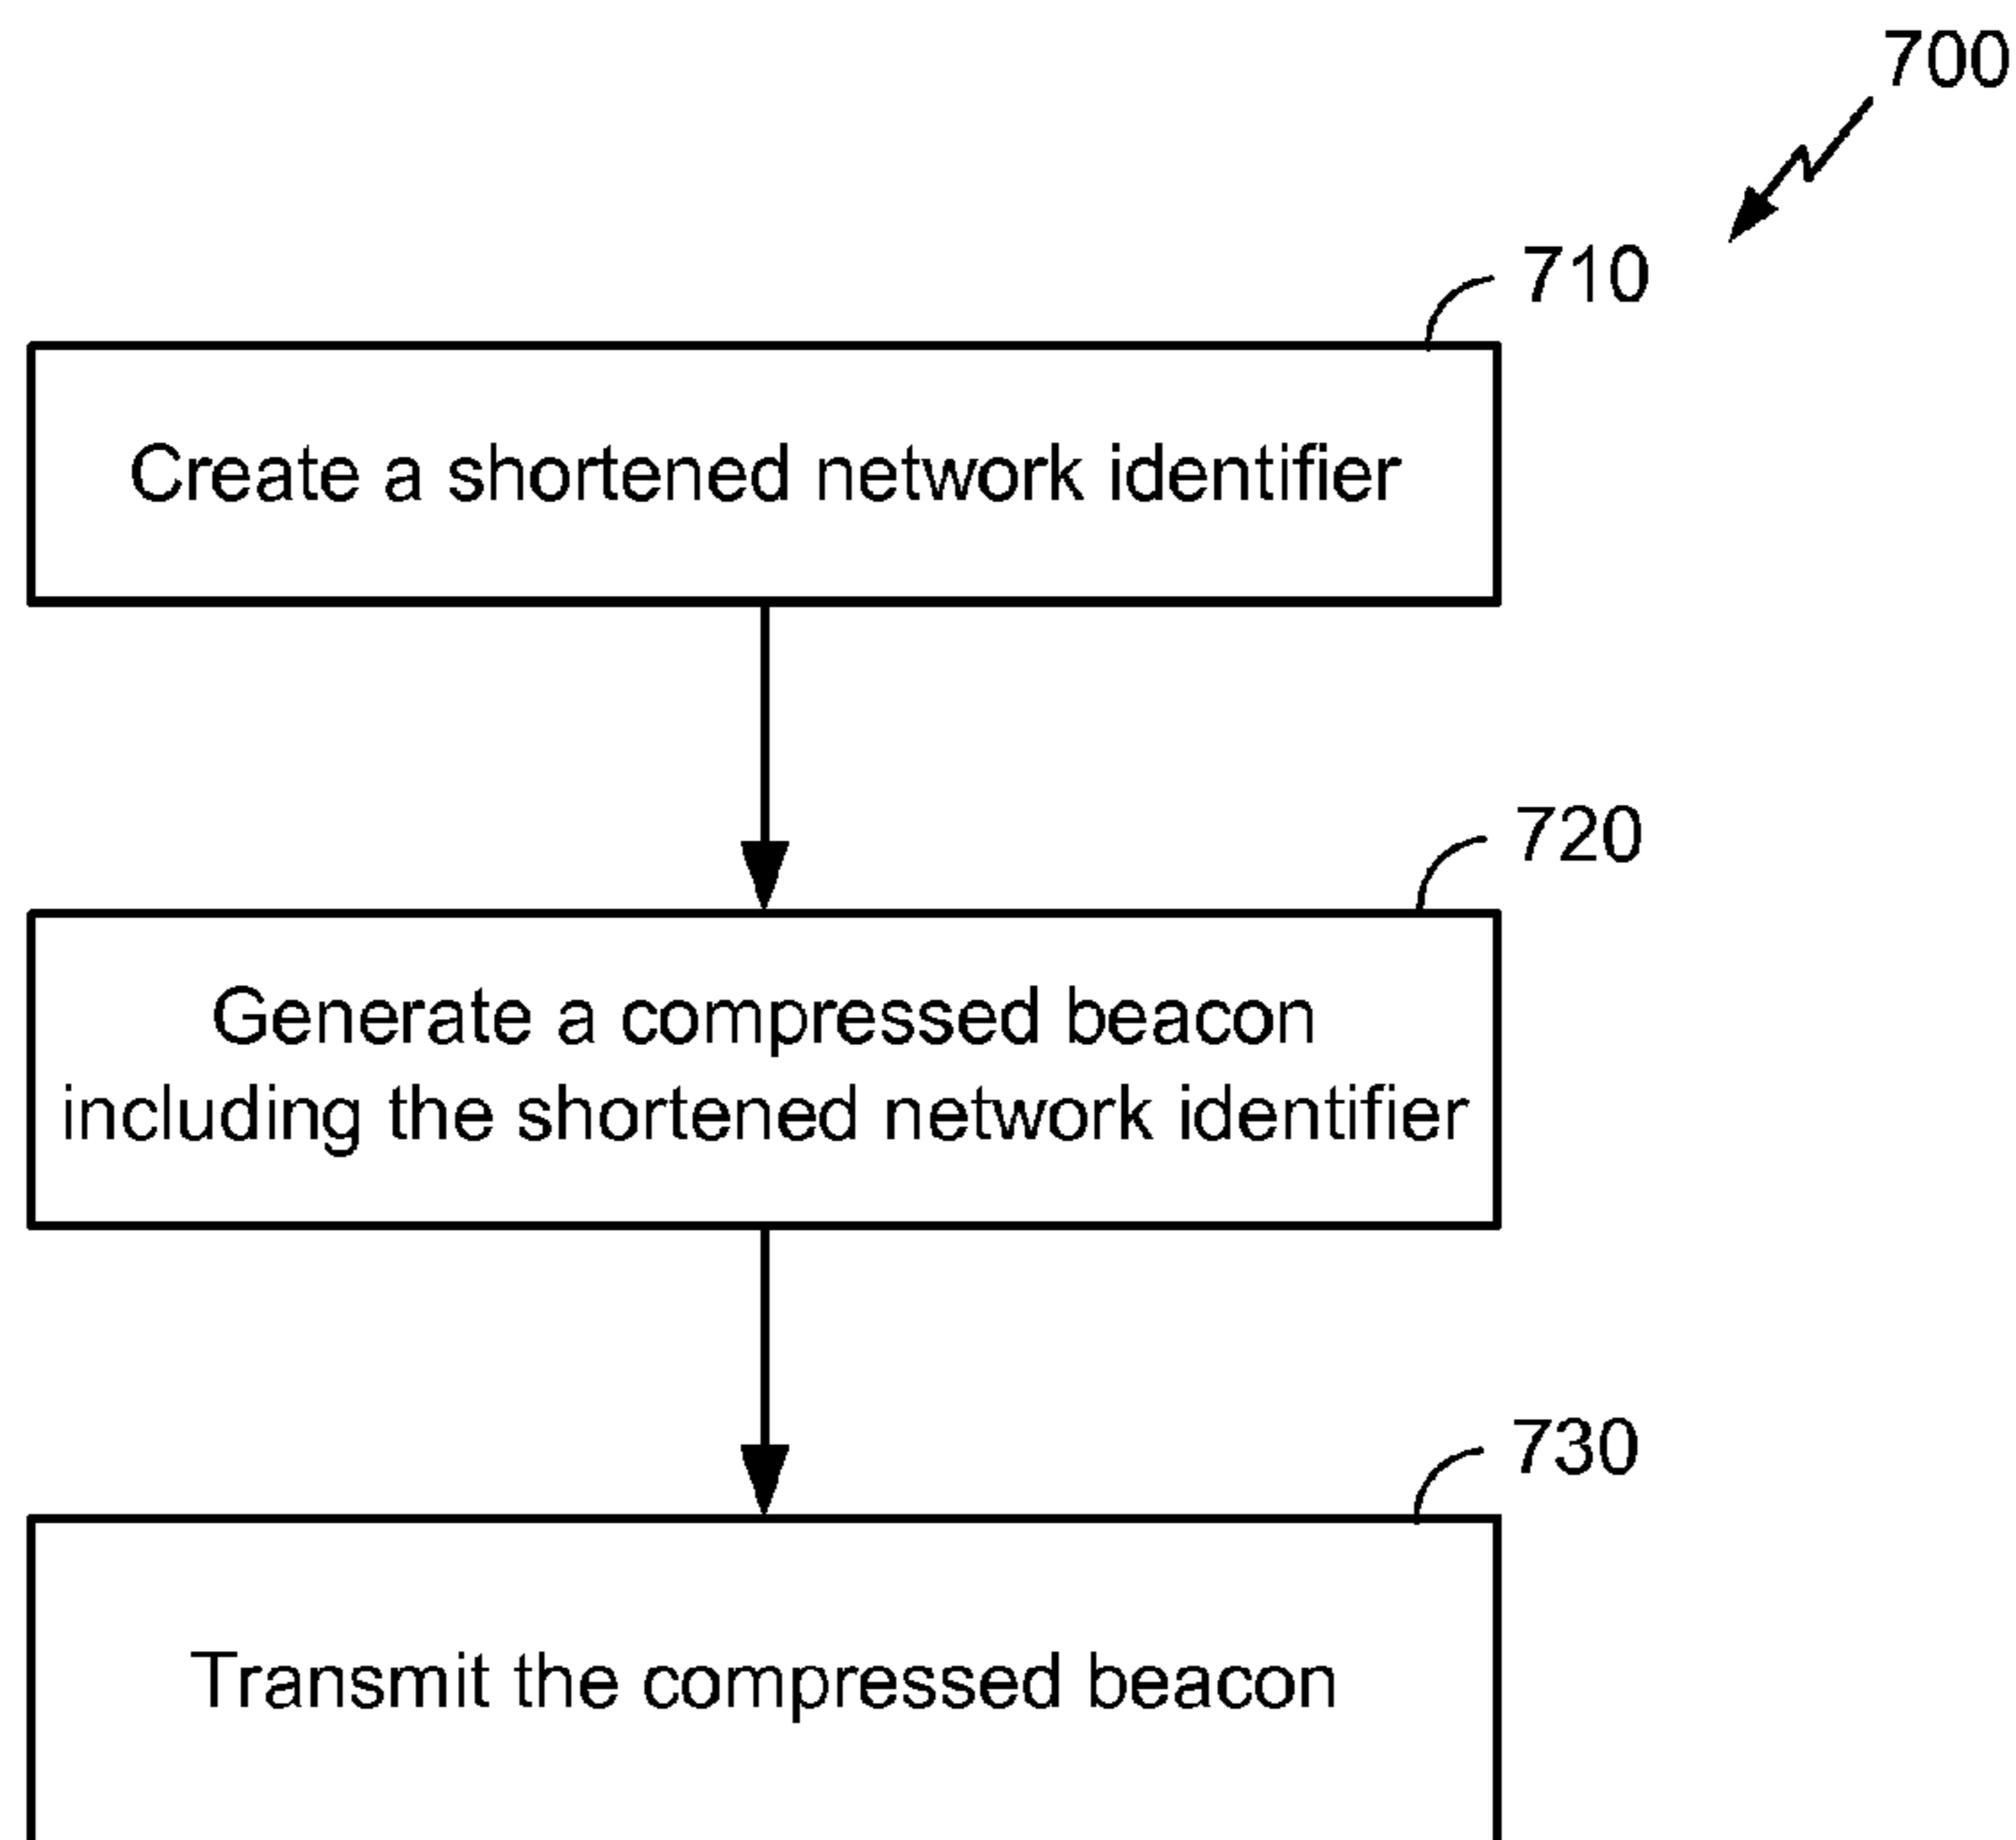 700
710
Create a shortened network identifier
720
Generate a compressed beacon
including the shortened network identifier
730
Transmit the compressed beacon